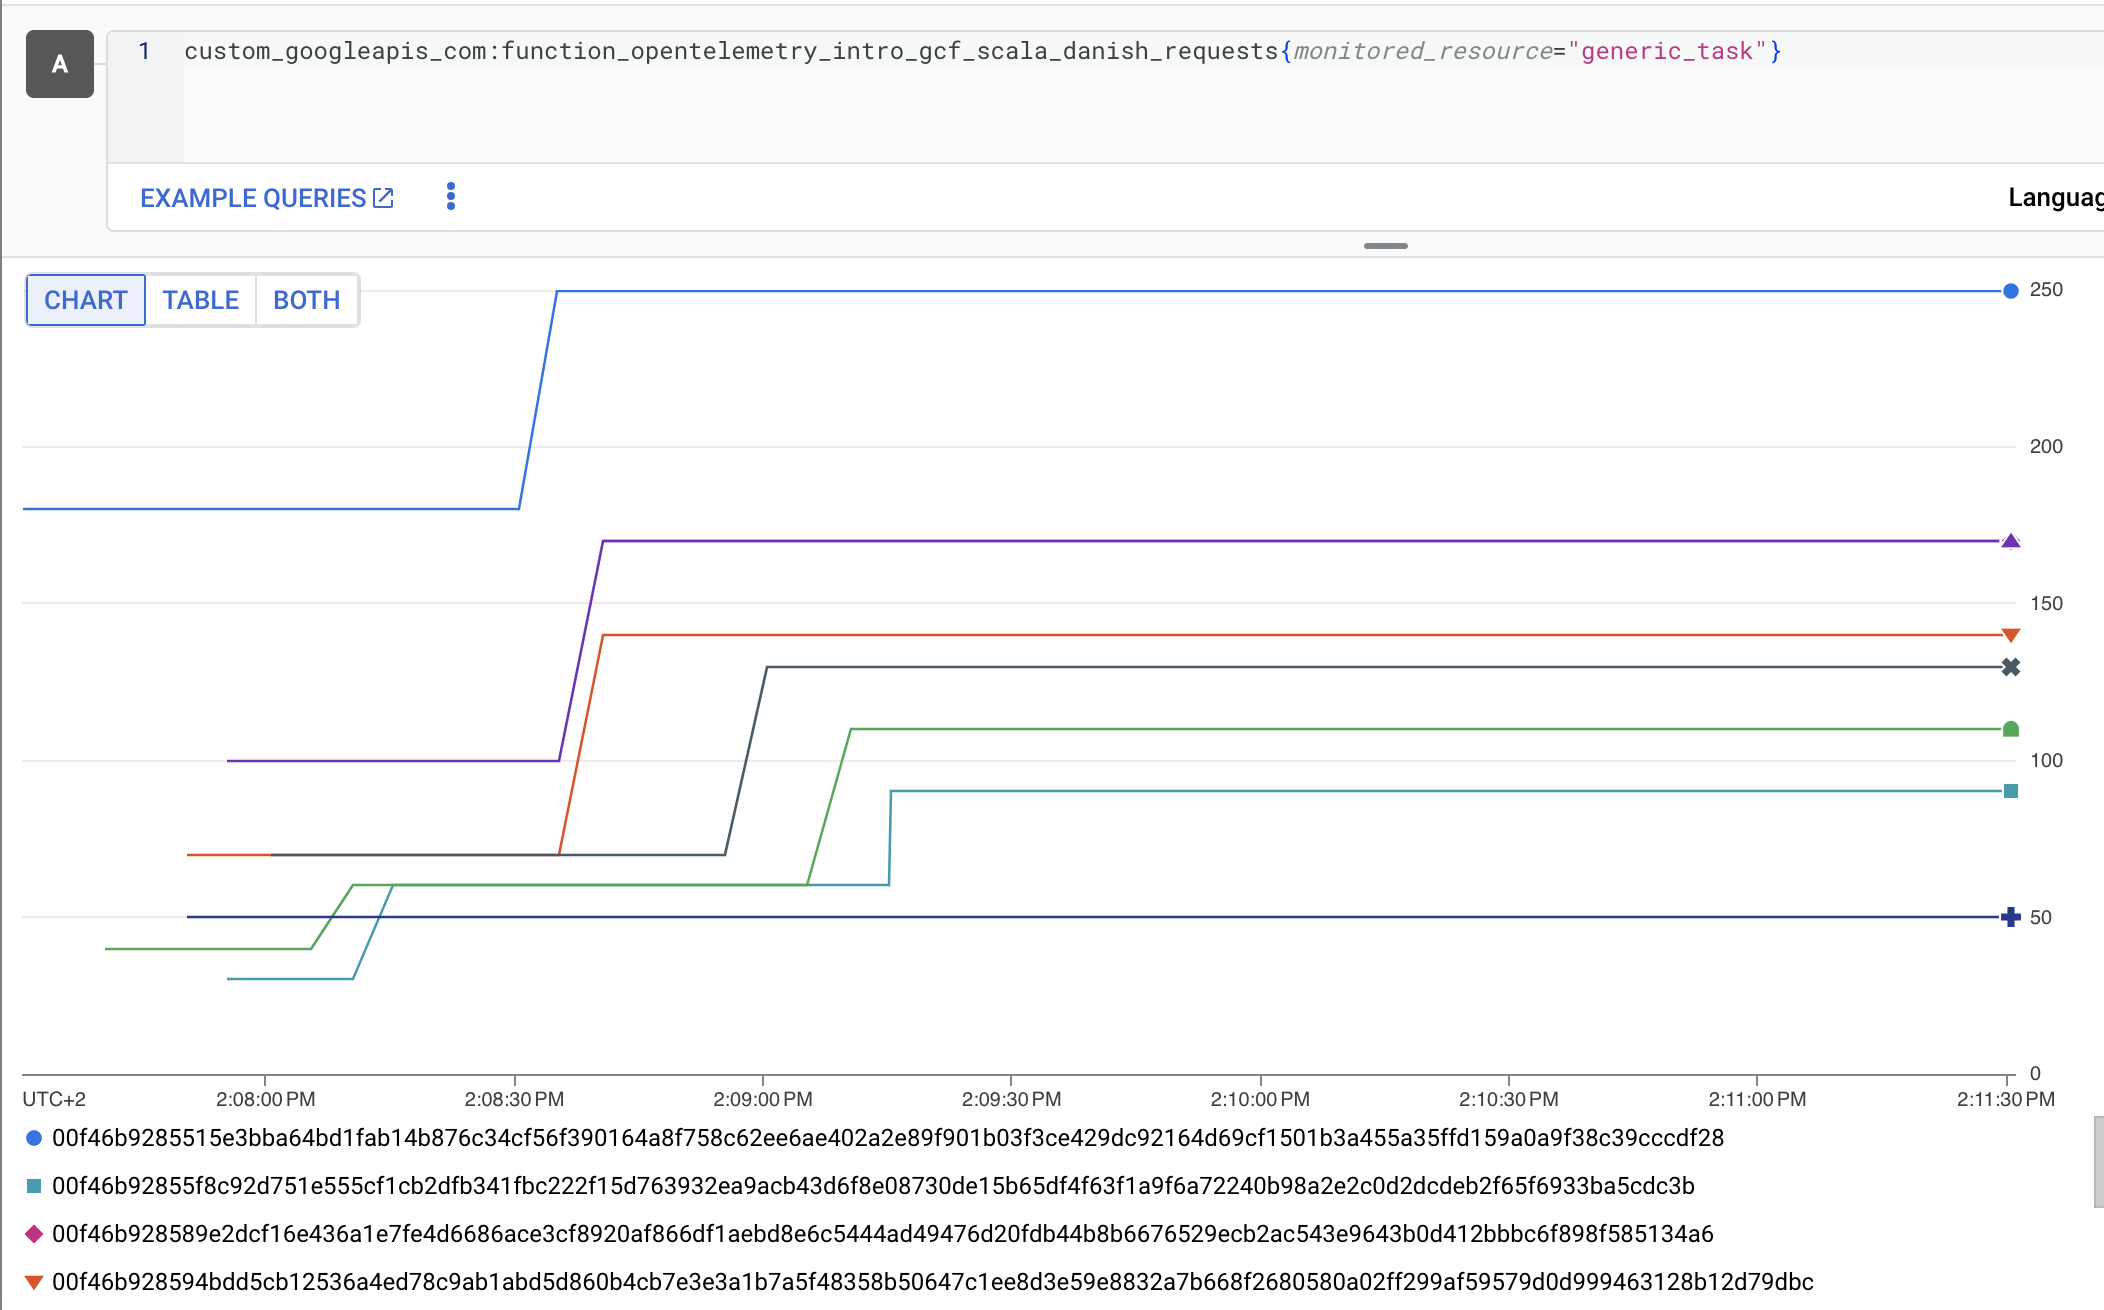 A
1 custom_googleapis_com:function_opentelemetry_intro_gcf_scala_danish_requests{monitored_resource="generic_task"}
EXAMPLE QUERIES
Languag
CHART TABLE BOTH
250
200
150
100
50
0
UTC+2 2:08:00 PM 2:08:30 PM 2:09:00 PM 2:09:30 PM 2:10:00 PM 2:10:30 PM 2:11:00 PM 2:11:30 PM
00f46b9285515e3bba64bd1fab14b876c34cf56f390164a8f758c62ee6ae402a2e89f901b03f3ce429dc92164d69cf1501b3a455a35ffd159a0a9f38c39cccdf28
00f46b92855f8c92d751e555cf1cb2dfb341fbc222f15d763932ea9acb43d6f8e08730de15b65df4f63f1a9f6a72240b98a2e2c0d2dcdeb2f65f6933ba5cdc3b
00f46b928589e2dcf16e436a1e7fe4d6686ace3cf8920af866df1aebd8e6c5444ad49476d20fdb44b8b6676529ecb2ac543e9643b0d412bbbc6f898f585134a6
00f46b928594bdd5cb12536a4ed78c9ab1abd5d860b4cb7e3e3a1b7a5f48358b50647c1ee8d3e59e8832a7b668f2680580a02ff299af59579d0d999463128b12d79dbc